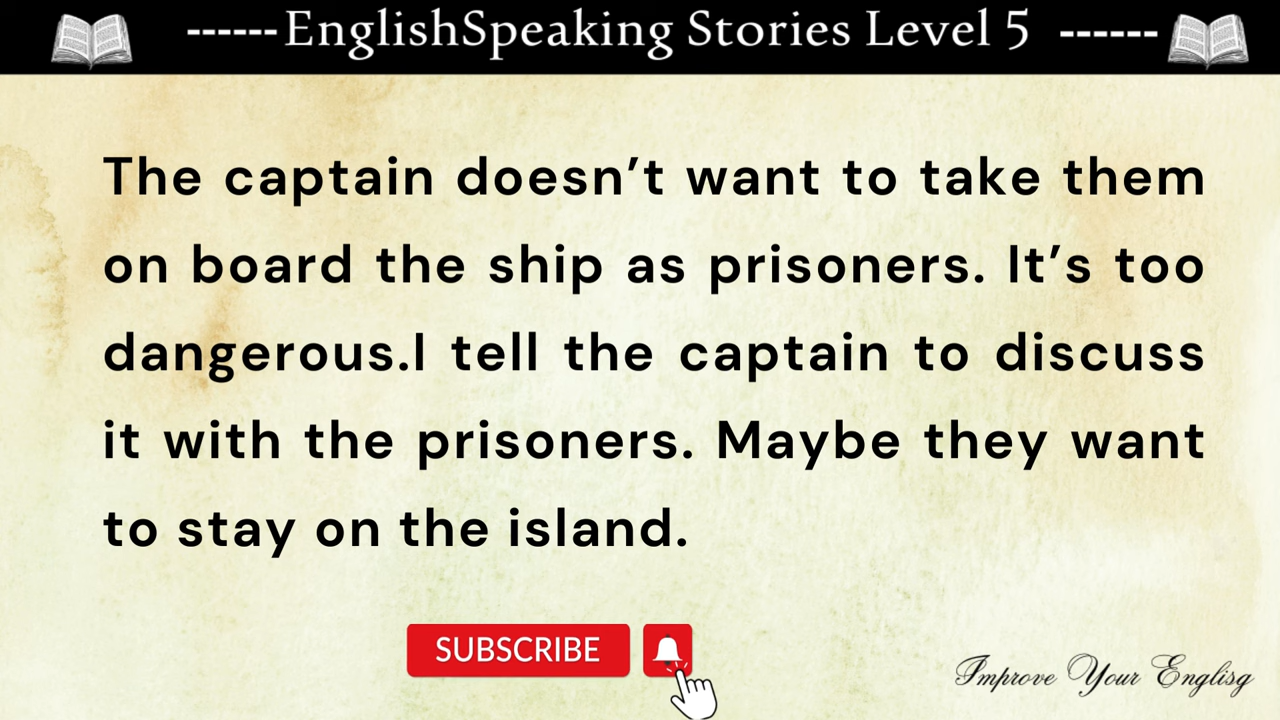 ------EnglishSpeaking Stories Level 5 ------
The captain doesn’t want to take them
on board the ship as prisoners. It’s too
dangerous.I tell the captain to discuss
it with the prisoners. Maybe they want
to stay on the island.
SUBSCRIBE
Improve Your Englisg